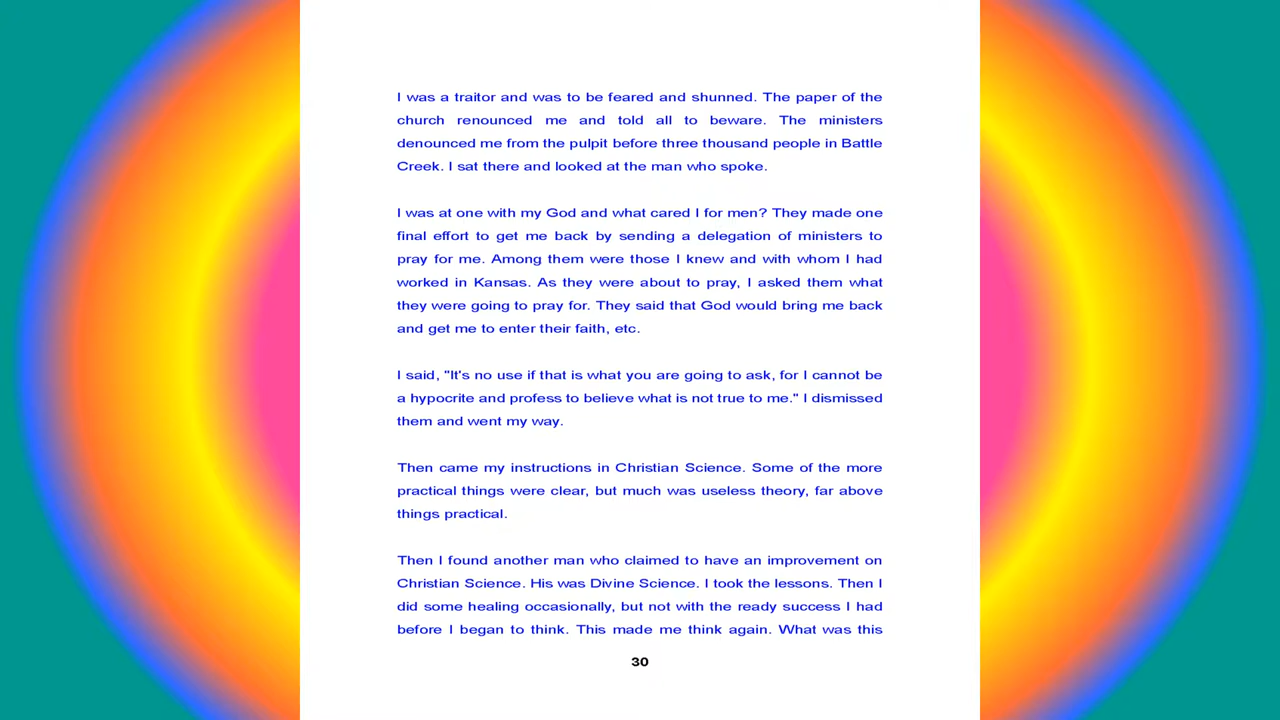 I was a traitor and was to be feared and shunned. The paper of the
church renounced me and told all to beware. The ministers
denounced me from the pulpit before three thousand people in Battle
Creek. I sat there and looked at the man who spoke.
I was at one with my God and what cared I for men? They made one
final effort to get me back by sending a delegation of ministers to
pray for me. Among them were those I knew and with whom I had
worked in Kansas. As they were about to pray, I asked them what
they were going to pray for. They said that God would bring me back
and get me to enter their faith, etc.
I said, "It's no use if that is what you are going to ask, for I cannot be
a hypocrite and profess to believe what is not true to me." I dismissed
them and went my way.
Then came my instructions in Christian Science. Some of the more
practical things were clear, but much was useless theory, far above
things practical.
Then I found another man who claimed to have an improvement on
Christian Science. His was Divine Science. I took the lessons. Then I
did some healing occasionally, but not with the ready success I had
before I began to think. This made me think again. What was this
30